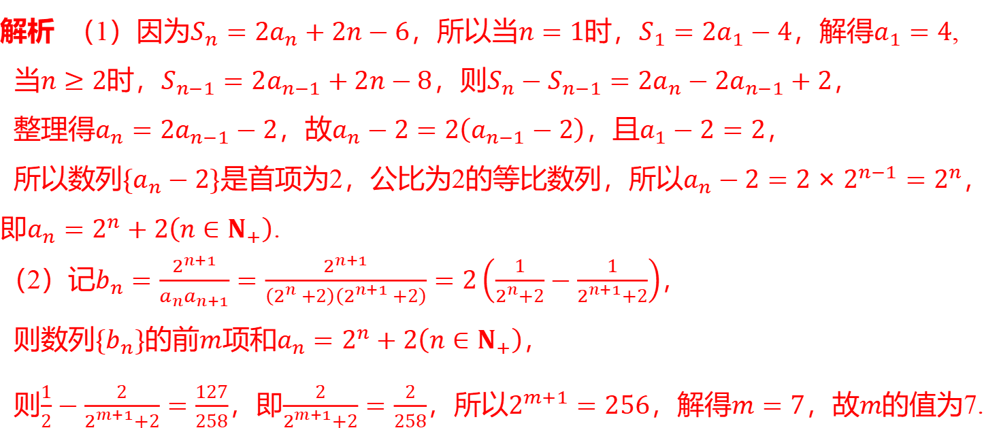 解析 （1）因为$S_n = 2a_n + 2n - 6$，所以当$n = 1$时，$S_1 = 2a_1 - 4$，解得$a_1 = 4$,
当$n \geq 2$时，$S_{n-1} = 2a_{n-1} + 2n - 8$，则$S_n - S_{n-1} = 2a_n - 2a_{n-1} + 2$，
整理得$a_n = 2a_{n-1} - 2$，故$a_n - 2 = 2(a_{n-1} - 2)$，且$a_1 - 2 = 2$，
所以数列$\{a_n - 2\}$是首项为2，公比为2的等比数列，所以$a_n - 2 = 2 \times 2^{n-1} = 2^n$，
即$a_n = 2^n + 2(n \in \mathbf{N}_+)$.
（2）记$b_n = \frac{2^{n+1}}{a_n a_{n+1}} = \frac{2^{n+1}}{(2^n+2)(2^{n+1}+2)} = 2\left(\frac{1}{2^n+2} - \frac{1}{2^{n+1}+2}\right)$，
则数列$\{b_n\}$的前$m$项和$a_n = 2^n + 2(n \in \mathbf{N}_+)$，
则$\frac{1}{2} - \frac{2}{2^{m+1}+2} = \frac{127}{258}$，即$\frac{2}{2^{m+1}+2} = \frac{2}{258}$，所以$2^{m+1} = 256$，解得$m = 7$，故$m$的值为7.